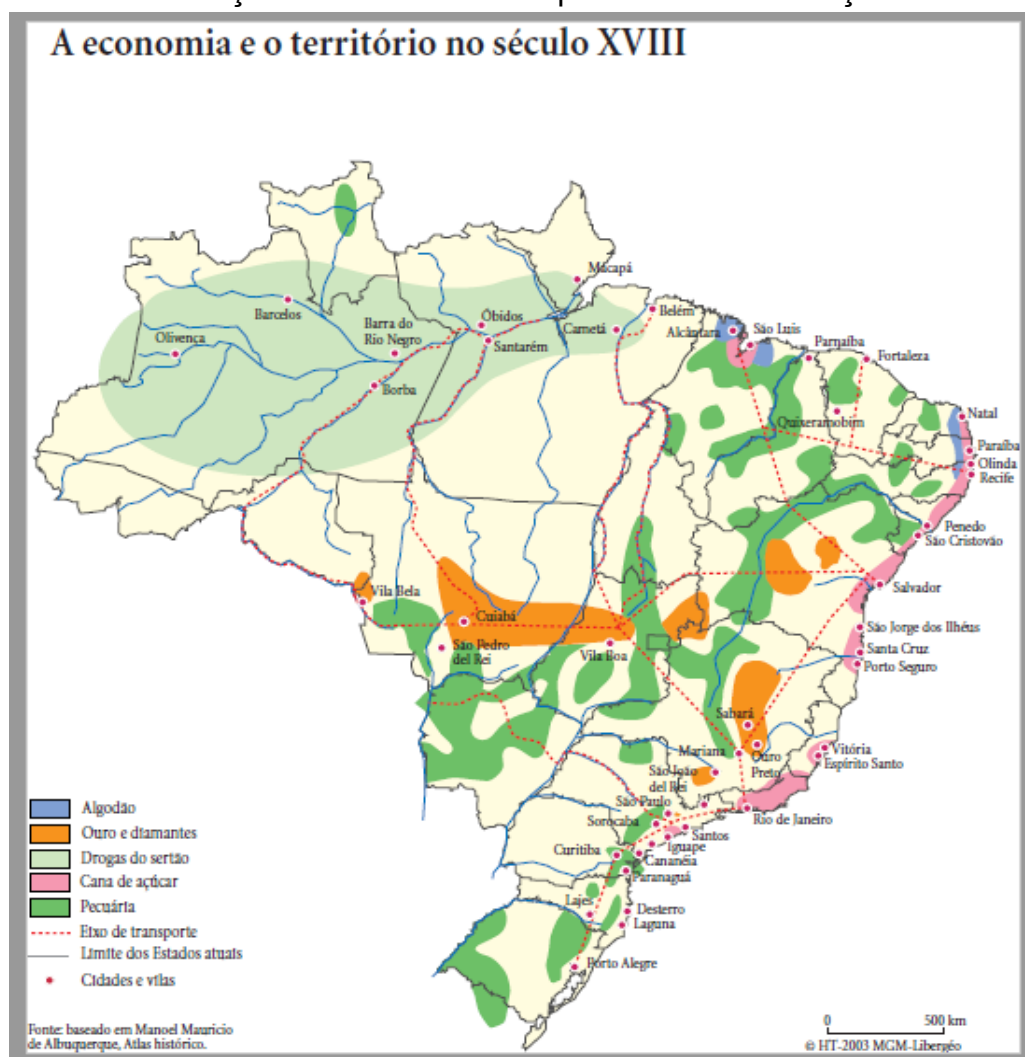 A economia e o território no século XVIII
Macapá
Barcelos
Olivença
Barra do
Rio Negro
Óbidos
Santarém
Borba
Cametá
Belém
Alcântara
São Luis
Parnaíba
Fortaleza
Quixeramobim
Natal
Paraíba
Olinda
Recife
Penedo
São Cristovão
Salvador
Vila Bela
Cuiabá
São Pedro
del Rei
Vila Boa
São Jorge dos Ilhéus
Santa Cruz
Porto Seguro
Sabará
Mariana
Ouro
Preto
Vitória
Espírito Santo
São João
del Rei
São Paulo
Rio de Janeiro
Sorocaba
Santos
Iguape
Curitiba
Cananéia
Paranaguá
Lajes
Desterro
Laguna
Porto Alegre
Algodão
Ouro e diamantes
Drogas do sertão
Cana de açúcar
Pecuária
Eixo de transporte
Limite dos Estados atuais
Cidades e vilas
Fonte: baseado em Manoel Mauricio
de Albuquerque, Atlas histórico.
0 500 km
© HT-2003 MGM-Libergéo